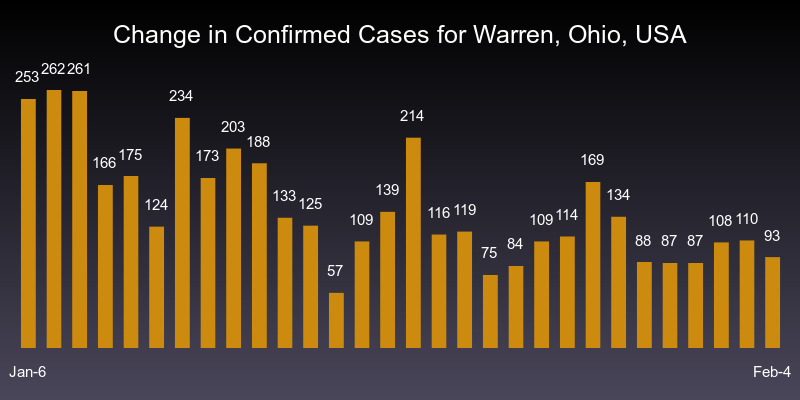 Change in Confirmed Cases for Warren, Ohio, USA
253 262 261 166 175 124 234 173 203 188 133 125 57 109 139 214 116 119 75 84 109 114 169 134 88 87 87 108 110 93
Jan-6 Feb-4